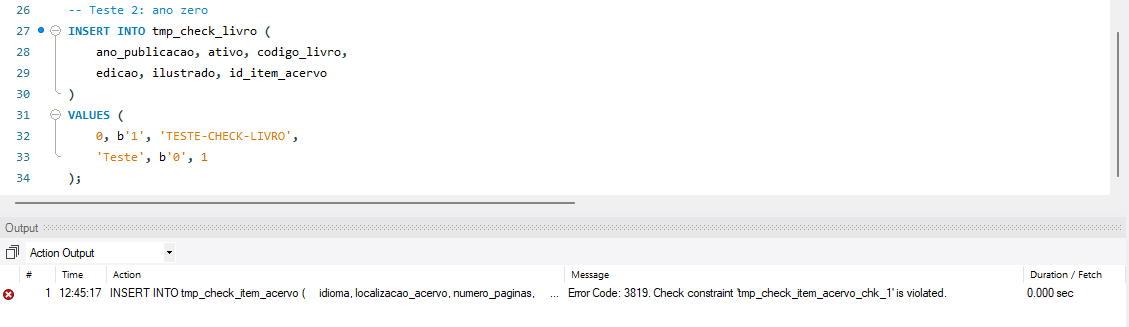 26 -- Teste 2: ano zero
27 INSERT INTO tmp_check_livro (
28 ano_publicacao, ativo, codigo_livro,
29 edicao, ilustrado, id_item_acervo
30 )
31 VALUES (
32 0, b'1', 'TESTE-CHECK-LIVRO',
33 'Teste', b'0', 1
34 );
Output
Action Output
# Time Action Message Duration / Fetch
1 12:45:17 INSERT INTO tmp_check_item_acervo ( idioma, localizacao_acervo, numero_paginas, ... Error Code: 3819. Check constraint 'tmp_check_item_acervo_chk_1' is violated. 0.000 sec